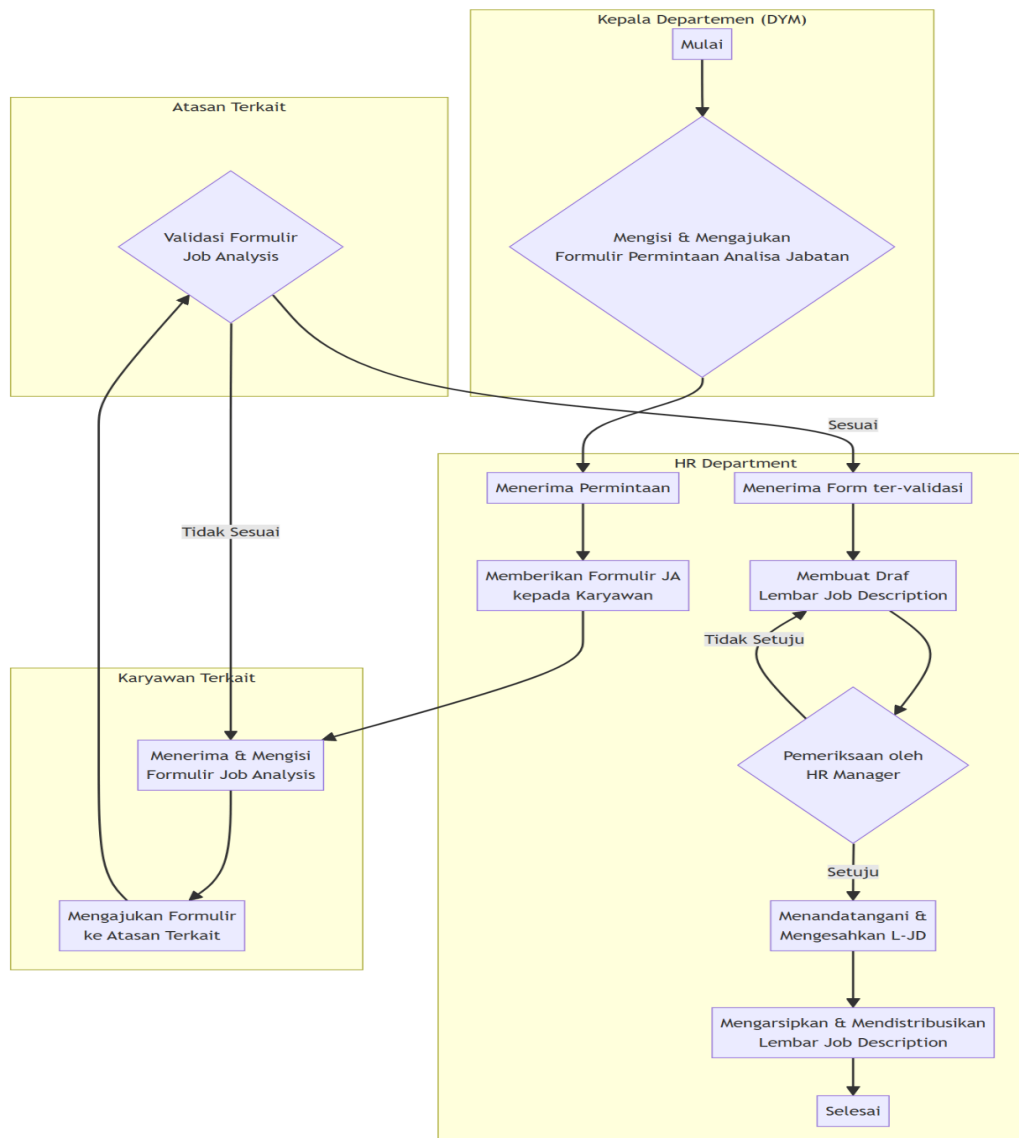 Kepala Departemen (DYM)
Mulai
Mengisi & Mengajukan
Formulir Permintaan Analisa Jabatan
Atasan Terkait
Validasi Formulir
Job Analysis
Sesuai
Tidak Sesuai
HR Department
Menerima Permintaan
Memberikan Formulir JA
kepada Karyawan
Menerima Form ter-validasi
Membuat Draf
Lembar Job Description
Tidak Setuju
Pemeriksaan oleh
HR Manager
Setuju
Menandatangani &
Mengesahkan L-JD
Mengarsipkan & Mendistribusikan
Lembar Job Description
Selesai
Karyawan Terkait
Menerima & Mengisi
Formulir Job Analysis
Mengajukan Formulir
ke Atasan Terkait